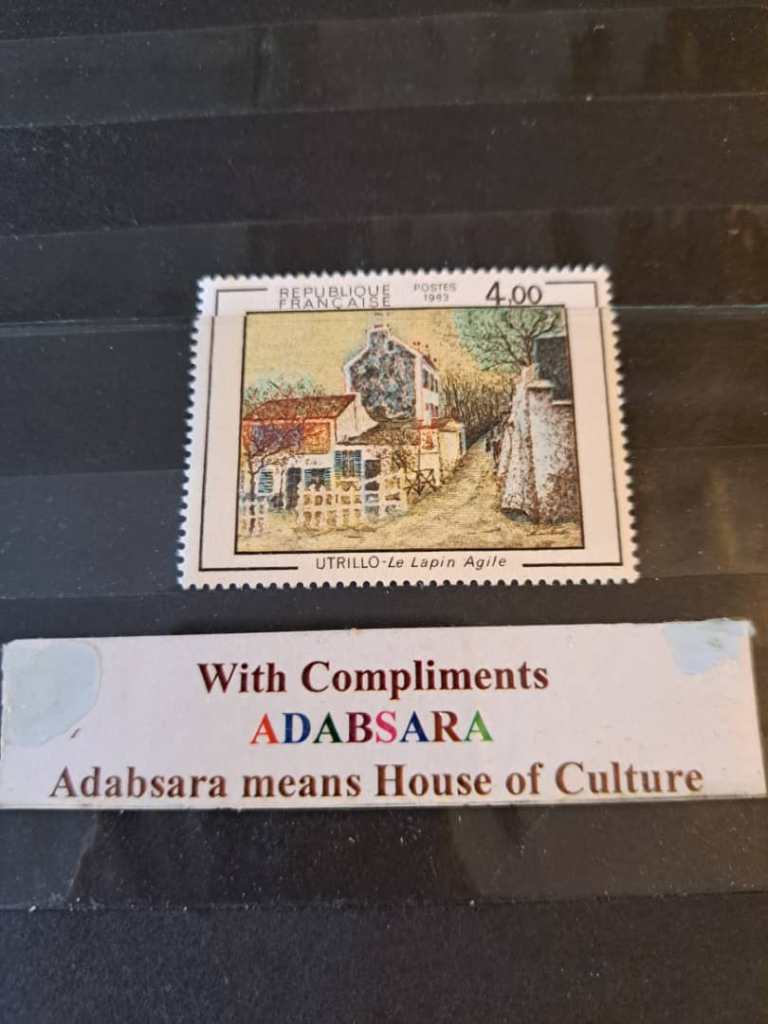 REPUBLIQUE
FRANÇAISE
POSTES
1983
4,00
UTRILLO-Le Lapin Agile
With Compliments
ADABSARA
Adabsara means House of Culture